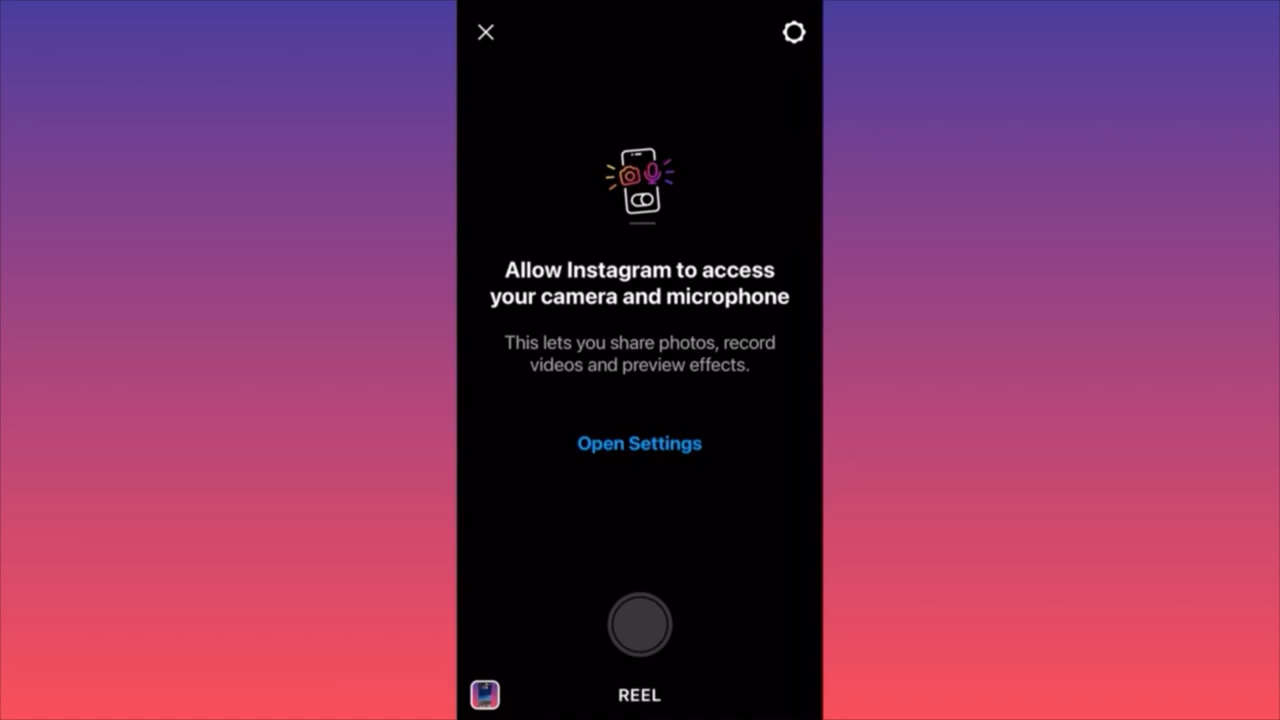 Allow Instagram to access
your camera and microphone
This lets you share photos, record
videos and preview effects.
Open Settings
REEL